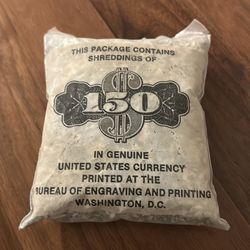 THIS PACKAGE CONTAINS
SHREDDINGS OF
$150
IN GENUINE
UNITED STATES CURRENCY
PRINTED AT THE
BUREAU OF ENGRAVING AND PRINTING
WASHINGTON, D.C.